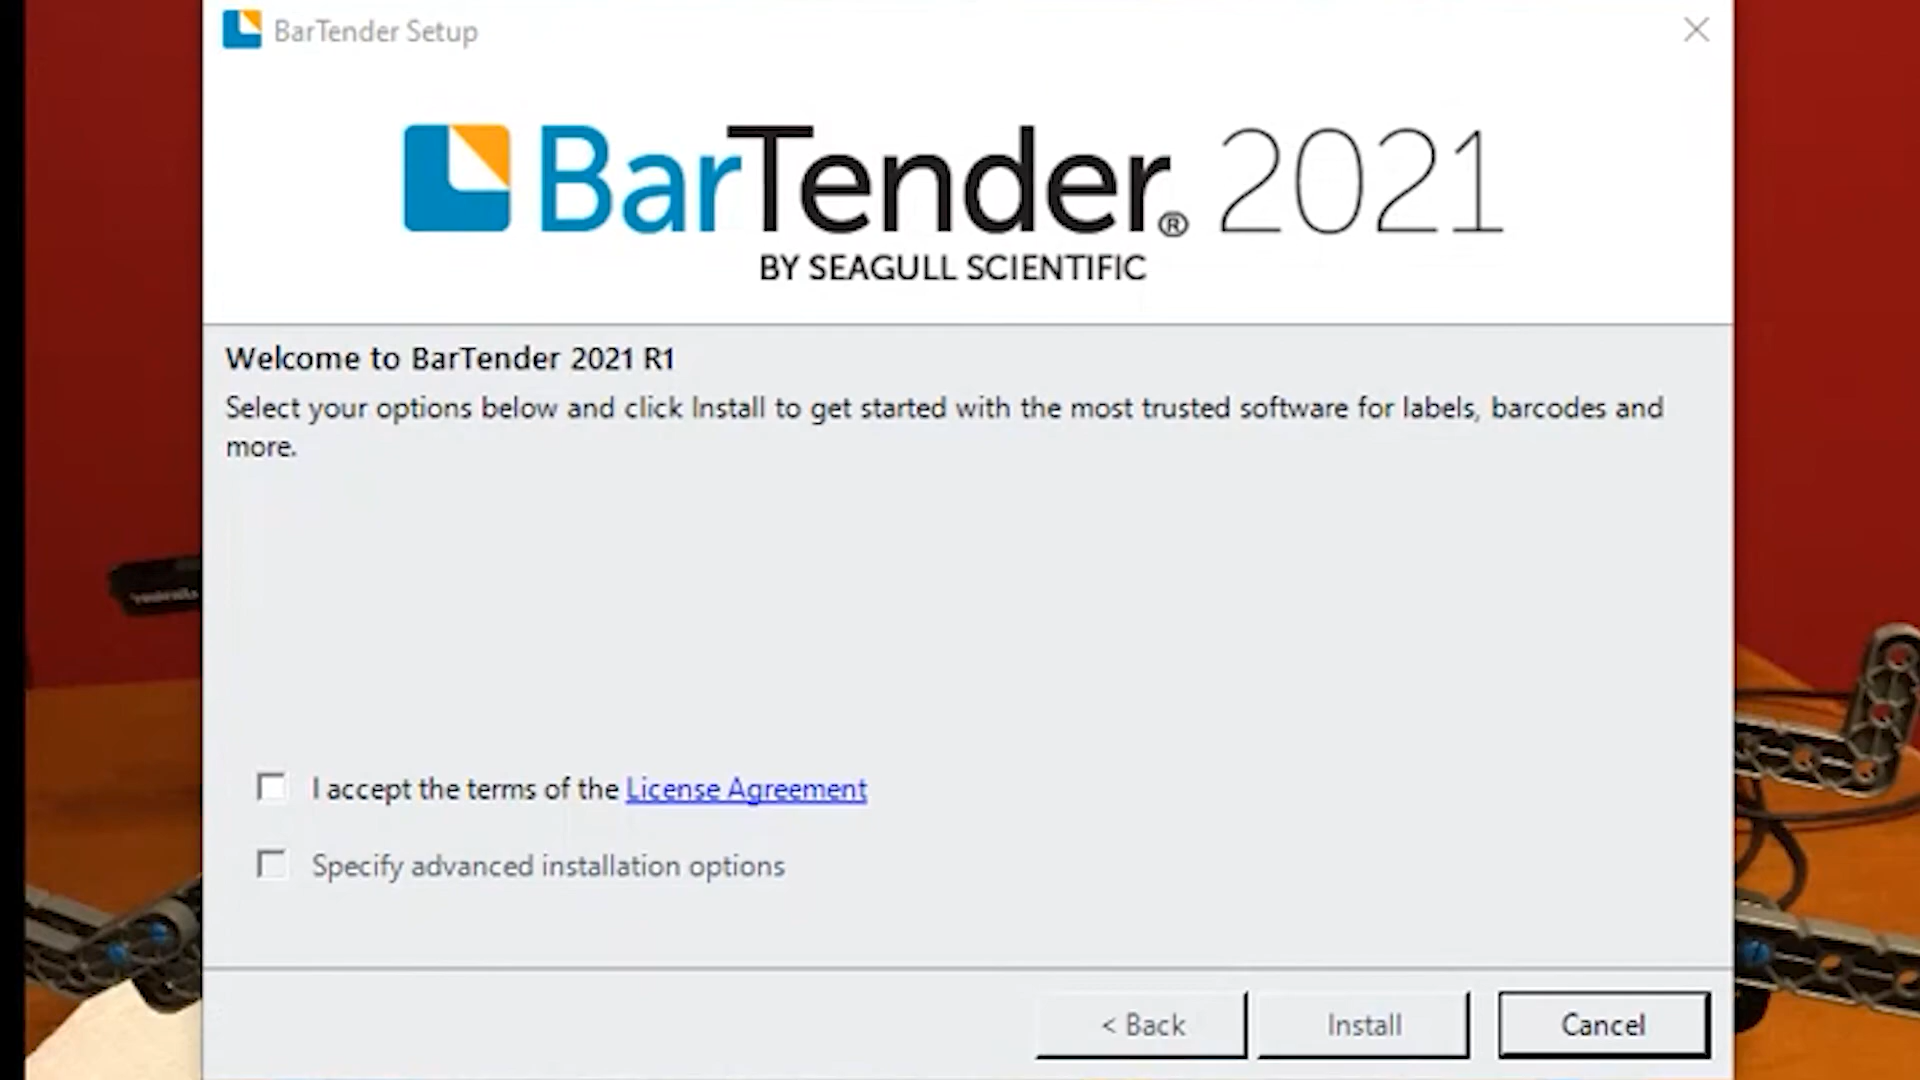 BarTender Setup
BarTender® 2021
BY SEAGULL SCIENTIFIC
Welcome to BarTender 2021 R1
Select your options below and click Install to get started with the most trusted software for labels, barcodes and
more.
I accept the terms of the License Agreement
Specify advanced installation options
< Back
Install
Cancel